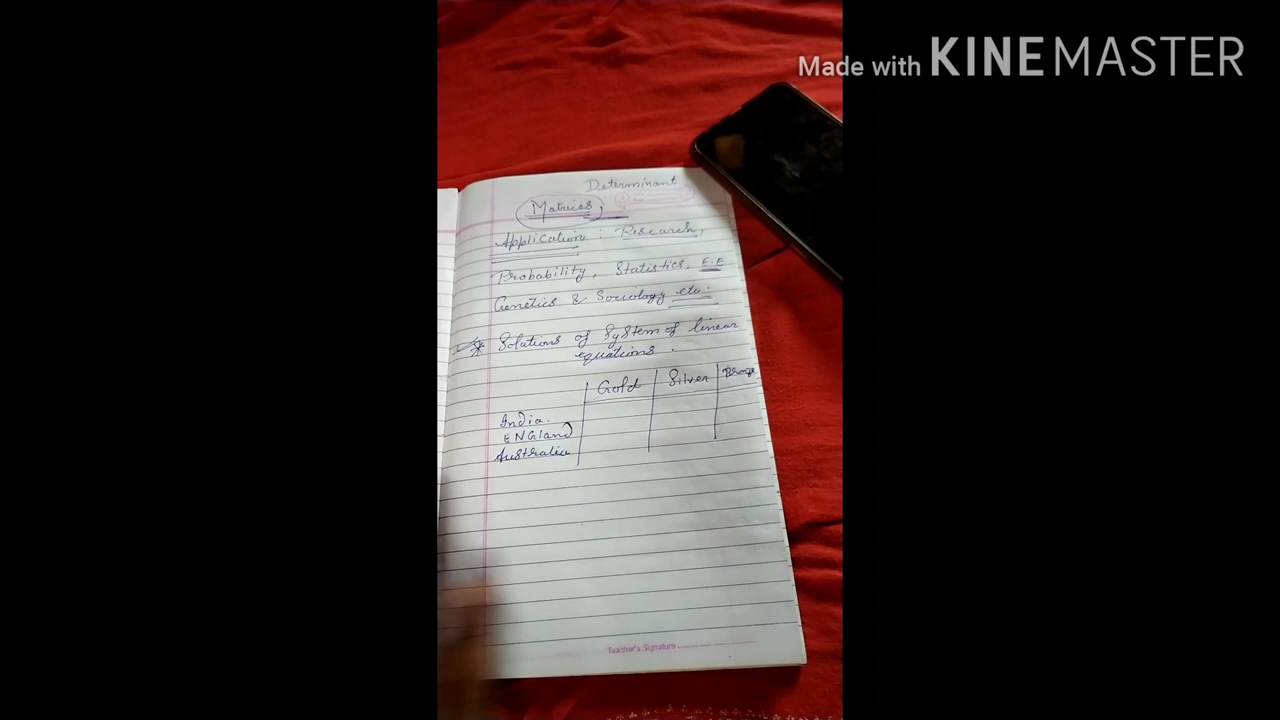 Made with KINEMASTER
Determinant
Matrices,
Application : Research,
Probability, Statistics, E.E
Genetics & Sociology etc.
* Solutions of System of linear
equations.
Gold Silver Bronze
India.
ENGland
Australia
Teacher's Signature